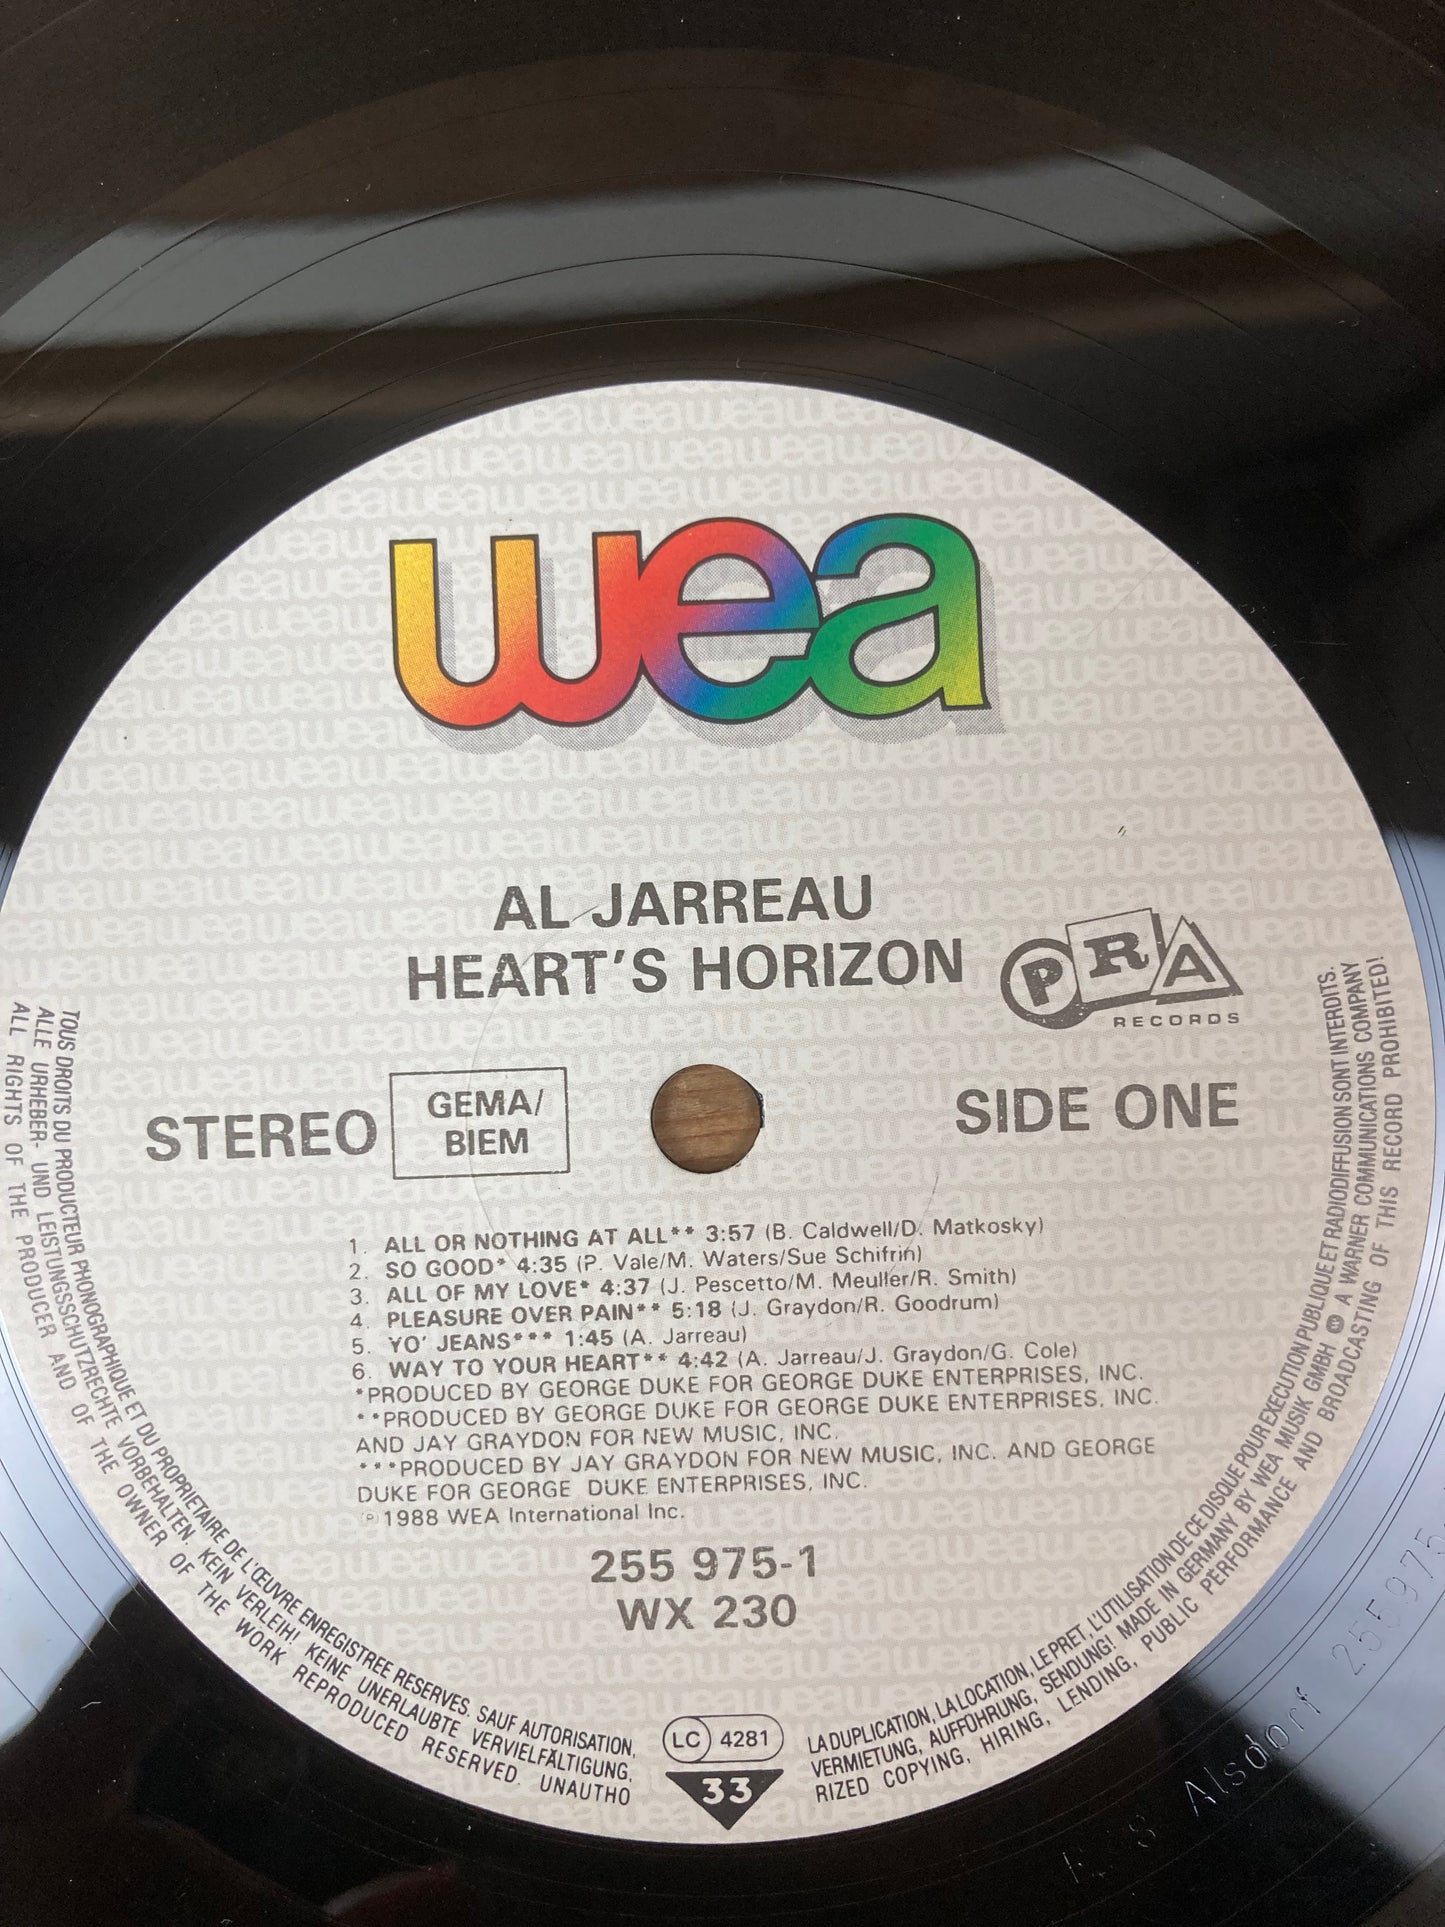 wea
AL JARREAU
HEART'S HORIZON
PRA
RECORDS
STEREO
GEMA/
BIEM
SIDE ONE
1. ALL OR NOTHING AT ALL** 3:57 (B. Caldwell/D. Matkosky)
2. SO GOOD* 4:35 (P. Vale/M. Waters/Sue Schifrin)
3. ALL OF MY LOVE* 4:37 (J. Pescetto/M. Meuller/R. Smith)
4. PLEASURE OVER PAIN** 5:18 (J. Graydon/R. Goodrum)
5. YO' JEANS*** 1:45 (A. Jarreau)
6. WAY TO YOUR HEART** 4:42 (A. Jarreau/J. Graydon/G. Cole)
*PRODUCED BY GEORGE DUKE FOR GEORGE DUKE ENTERPRISES, INC.
**PRODUCED BY GEORGE DUKE FOR GEORGE DUKE ENTERPRISES, INC.
AND JAY GRAYDON FOR NEW MUSIC, INC.
***PRODUCED BY JAY GRAYDON FOR NEW MUSIC, INC. AND GEORGE
DUKE FOR GEORGE DUKE ENTERPRISES, INC.
℗ 1988 WEA International Inc.
255 975-1
WX 230
LC 4281
33
TOUS DROITS DU PRODUCTEUR PHONOGRAPHIQUE ET DU PROPRIETAIRE DE L'ŒUVRE ENREGISTREE RESERVES. SAUF AUTORISATION, LA DUPLICATION, LA LOCATION, LE PRET, L'UTILISATION DE CE DISQUE POUR EXECUTION PUBLIQUE ET RADIODIFFUSION SONT INTERDITS.
ALLE URHEBER- UND LEISTUNGSSCHUTZRECHTE VORBEHALTEN. KEIN VERLEIH! KEINE UNERLAUBTE VERVIELFÄLTIGUNG, VERMIETUNG, AUFFÜHRUNG, SENDUNG! MADE IN GERMANY BY WEA MUSIK GMBH A WARNER COMMUNICATIONS COMPANY
ALL RIGHTS OF THE PRODUCER AND OF THE OWNER OF THE WORK REPRODUCED RESERVED. UNAUTHORIZED COPYING, HIRING, LENDING, PUBLIC PERFORMANCE AND BROADCASTING OF THIS RECORD PROHIBITED!
Alsdorf 255975